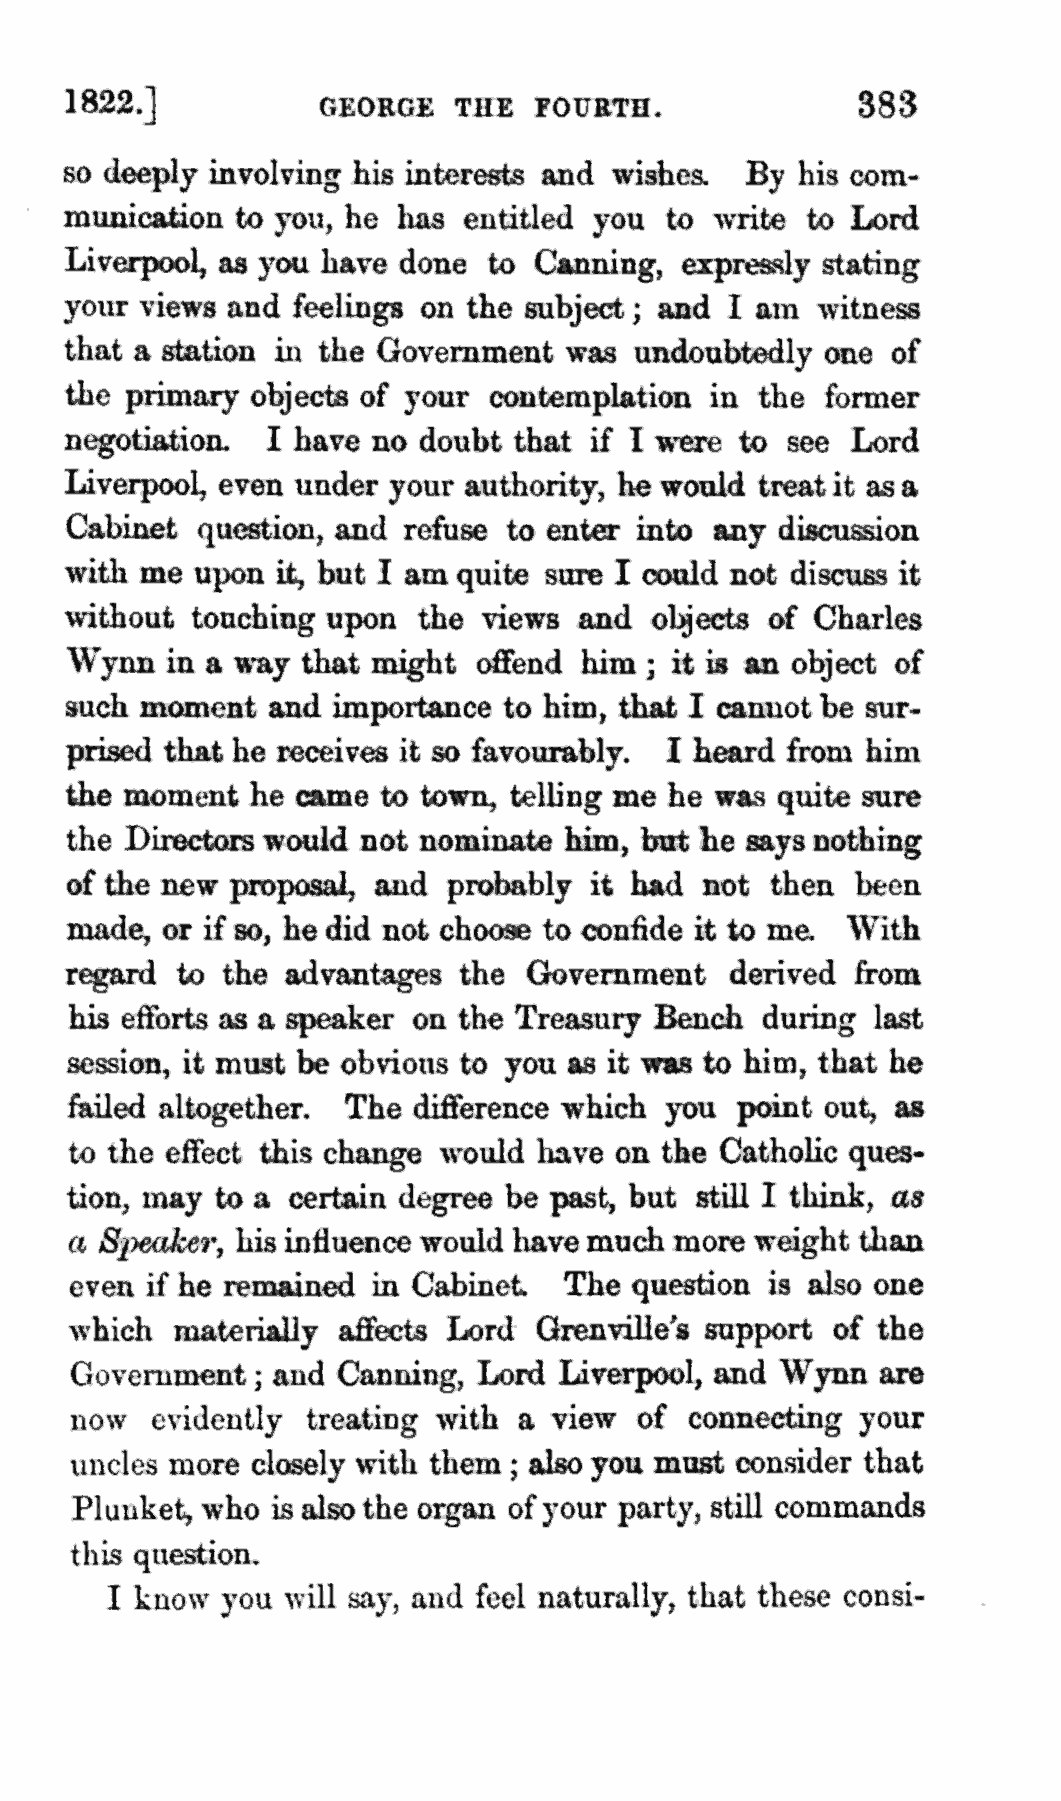 1822.] GEORGE THE FOURTH. 383
so deeply involving his interests and wishes. By his com-
munication to you, he has entitled you to write to Lord
Liverpool, as you have done to Canning, expressly stating
your views and feelings on the subject ; and I am witness
that a station in the Government was undoubtedly one of
the primary objects of your contemplation in the former
negotiation. I have no doubt that if I were to see Lord
Liverpool, even under your authority, he would treat it as a
Cabinet question, and refuse to enter into any discussion
with me upon it, but I am quite sure I could not discuss it
without touching upon the views and objects of Charles
Wynn in a way that might offend him ; it is an object of
such moment and importance to him, that I cannot be sur-
prised that he receives it so favourably. I heard from him
the moment he came to town, telling me he was quite sure
the Directors would not nominate him, but he says nothing
of the new proposal, and probably it had not then been
made, or if so, he did not choose to confide it to me. With
regard to the advantages the Government derived from
his efforts as a speaker on the Treasury Bench during last
session, it must be obvious to you as it was to him, that he
failed altogether. The difference which you point out, as
to the effect this change would have on the Catholic ques-
tion, may to a certain degree be past, but still I think, as
a Speaker, his influence would have much more weight than
even if he remained in Cabinet. The question is also one
which materially affects Lord Grenville's support of the
Government ; and Canning, Lord Liverpool, and Wynn are
now evidently treating with a view of connecting your
uncles more closely with them ; also you must consider that
Plunket, who is also the organ of your party, still commands
this question.
I know you will say, and feel naturally, that these consi-